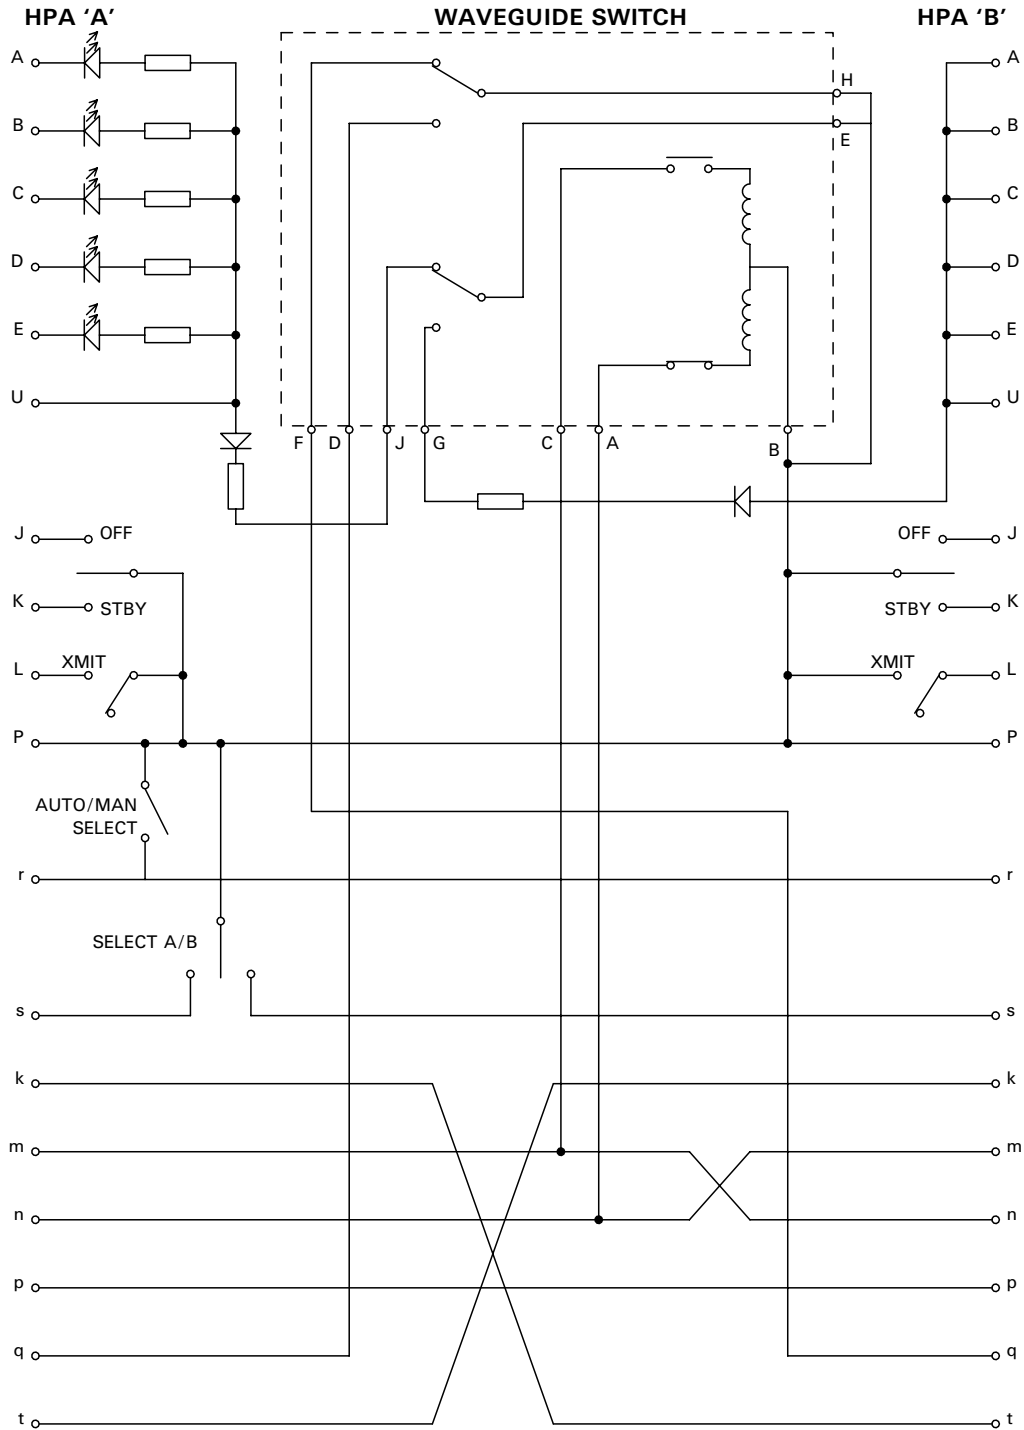 HPA ‘A’ WAVEGUIDE SWITCH HPA ‘B’
A A
H
B E B
C C
D D
E E
U U
F D J G C A B
J OFF OFF J
K STBY STBY K
L XMIT XMIT L
P P
AUTO/MAN
SELECT
r r
SELECT A/B
s s
k k
m m
n n
p p
q q
t t